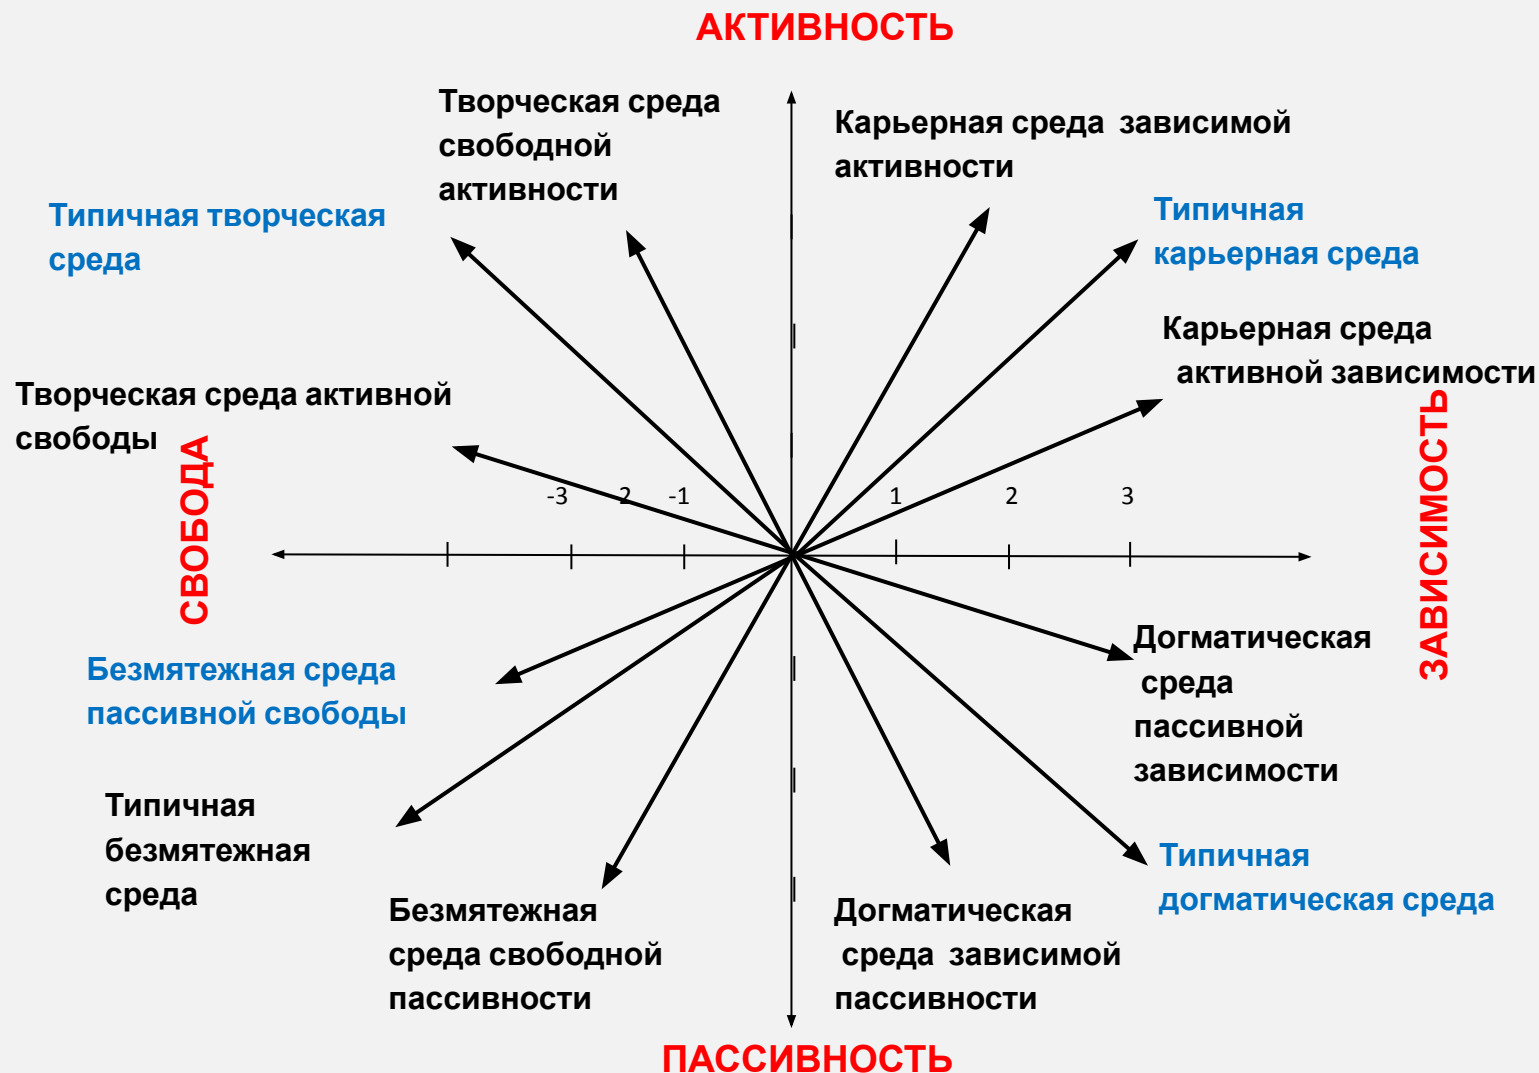 АКТИВНОСТЬ
Творческая среда
свободной
активности
Карьерная среда зависимой
активности
Типичная творческая
среда
Типичная
карьерная среда
Карьерная среда
активной зависимости
Творческая среда активной
свободы
СВОБОДА
ЗАВИСИМОСТЬ
-3 2 -1 1 2 3
Безмятежная среда
пассивной свободы
Догматическая
среда
пассивной
зависимости
Типичная
безмятежная
среда
Типичная
догматическая среда
Безмятежная
среда свободной
пассивности
Догматическая
среда зависимой
пассивности
ПАССИВНОСТЬ